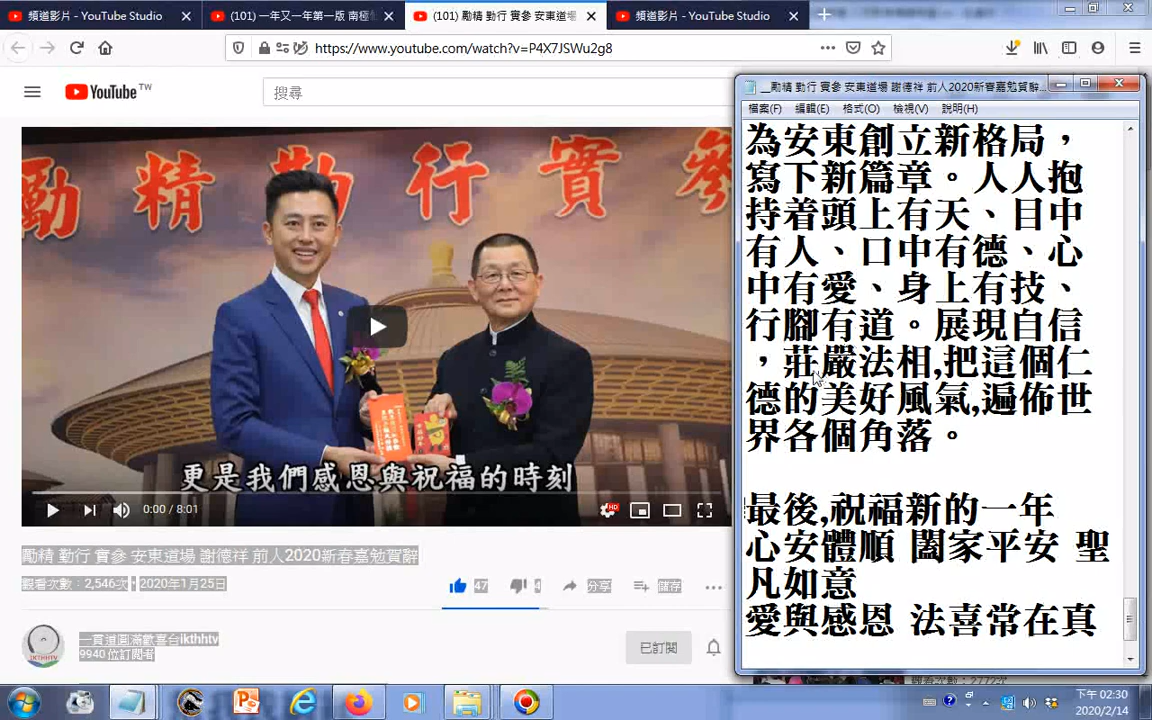 頻道影片 - YouTube Studio
(101) 一年又一年第一版 南極
(101) 勵精 勤行 實參 安東道場
頻道影片 - YouTube Studio
https://www.youtube.com/watch?v=P4X7JSWu2g8
YouTube TW
搜尋
勵精勤行實參
更是我們感恩與祝福的時刻
0:00 / 8:01
HD
勵精 勤行 實參 安東道場 謝德祥 前人2020新春嘉勉賀辭
觀看次數：2,546次 • 2020年1月25日
47
4
分享
儲存
一貫道圓滿歡喜台ikthhtv
9940 位訂閱者
IKTHHTV
已訂閱
__勵精 勤行 實參 安東道場 謝德祥 前人2020新春嘉勉賀辭...
檔案(F) 編輯(E) 格式(O) 檢視(V) 說明(H)
為安東創立新格局，
寫下新篇章。人人抱
持着頭上有天、目中
有人、口中有德、心
中有愛、身上有技、
行腳有道。展現自信
，莊嚴法相,把這個仁
德的美好風氣,遍佈世
界各個角落。
最後,祝福新的一年
心安體順 闔家平安 聖
凡如意
愛與感恩 法喜常在真
下午 02:30
2020/2/14